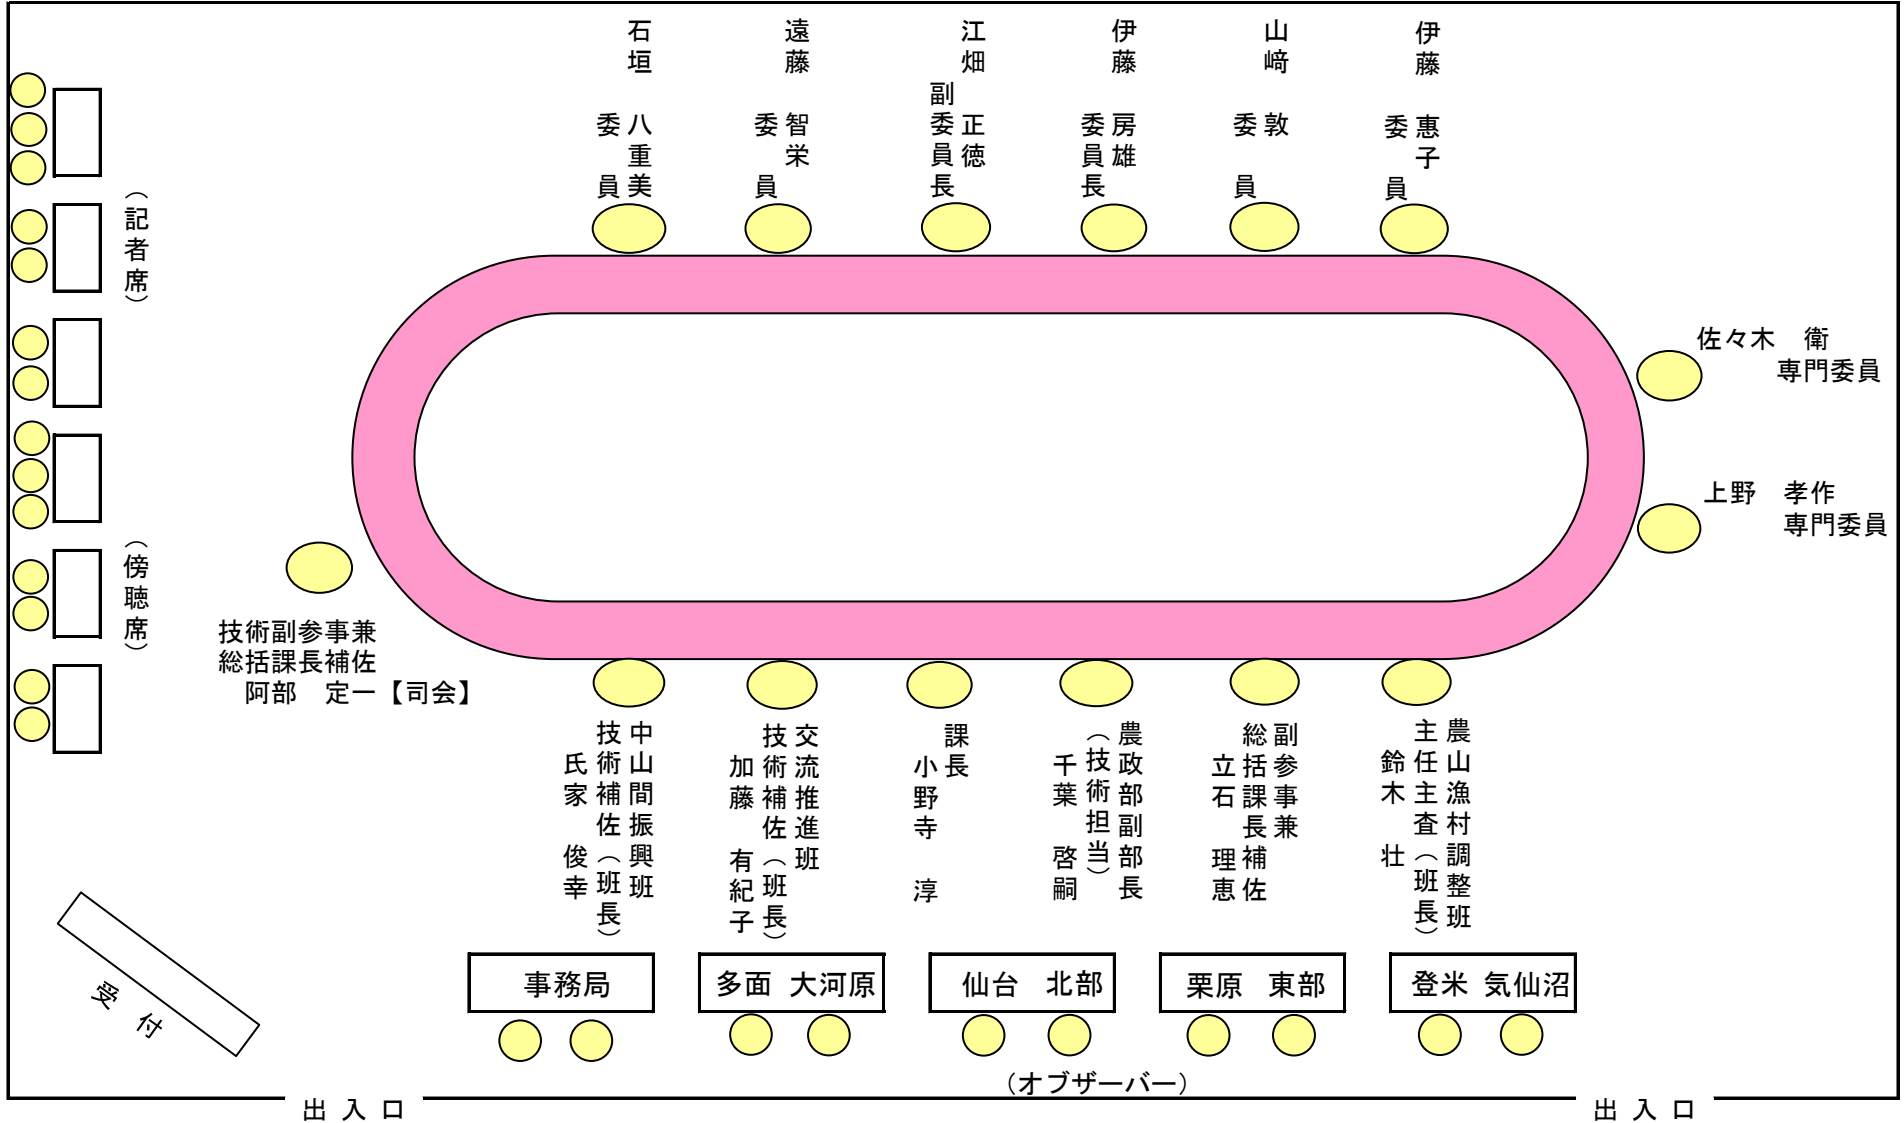 石垣 八重美
委 員
遠藤 智栄
委 員
江畑 正徳
副委員長
伊藤 房雄
委員長
山﨑 敦
委 員
伊藤 惠子
委 員
佐々木 衛
専門委員
上野 孝作
専門委員
（記者席）
（傍聴席）
技術副参事兼
総括課長補佐
阿部 定一【司会】
中山間振興班
技術補佐（班長）
氏家 俊幸
交流推進班
技術補佐（班長）
加藤 有紀子
課長
小野寺 淳
農政部副部長
（技術担当）
千葉 啓嗣
副参事兼
総括課長補佐
立石 理恵
農山漁村調整班
主任主査（班長）
鈴木 壮
受 付
事務局
多面 大河原
仙台 北部
栗原 東部
登米 気仙沼
（オブザーバー）
出 入 口
出 入 口